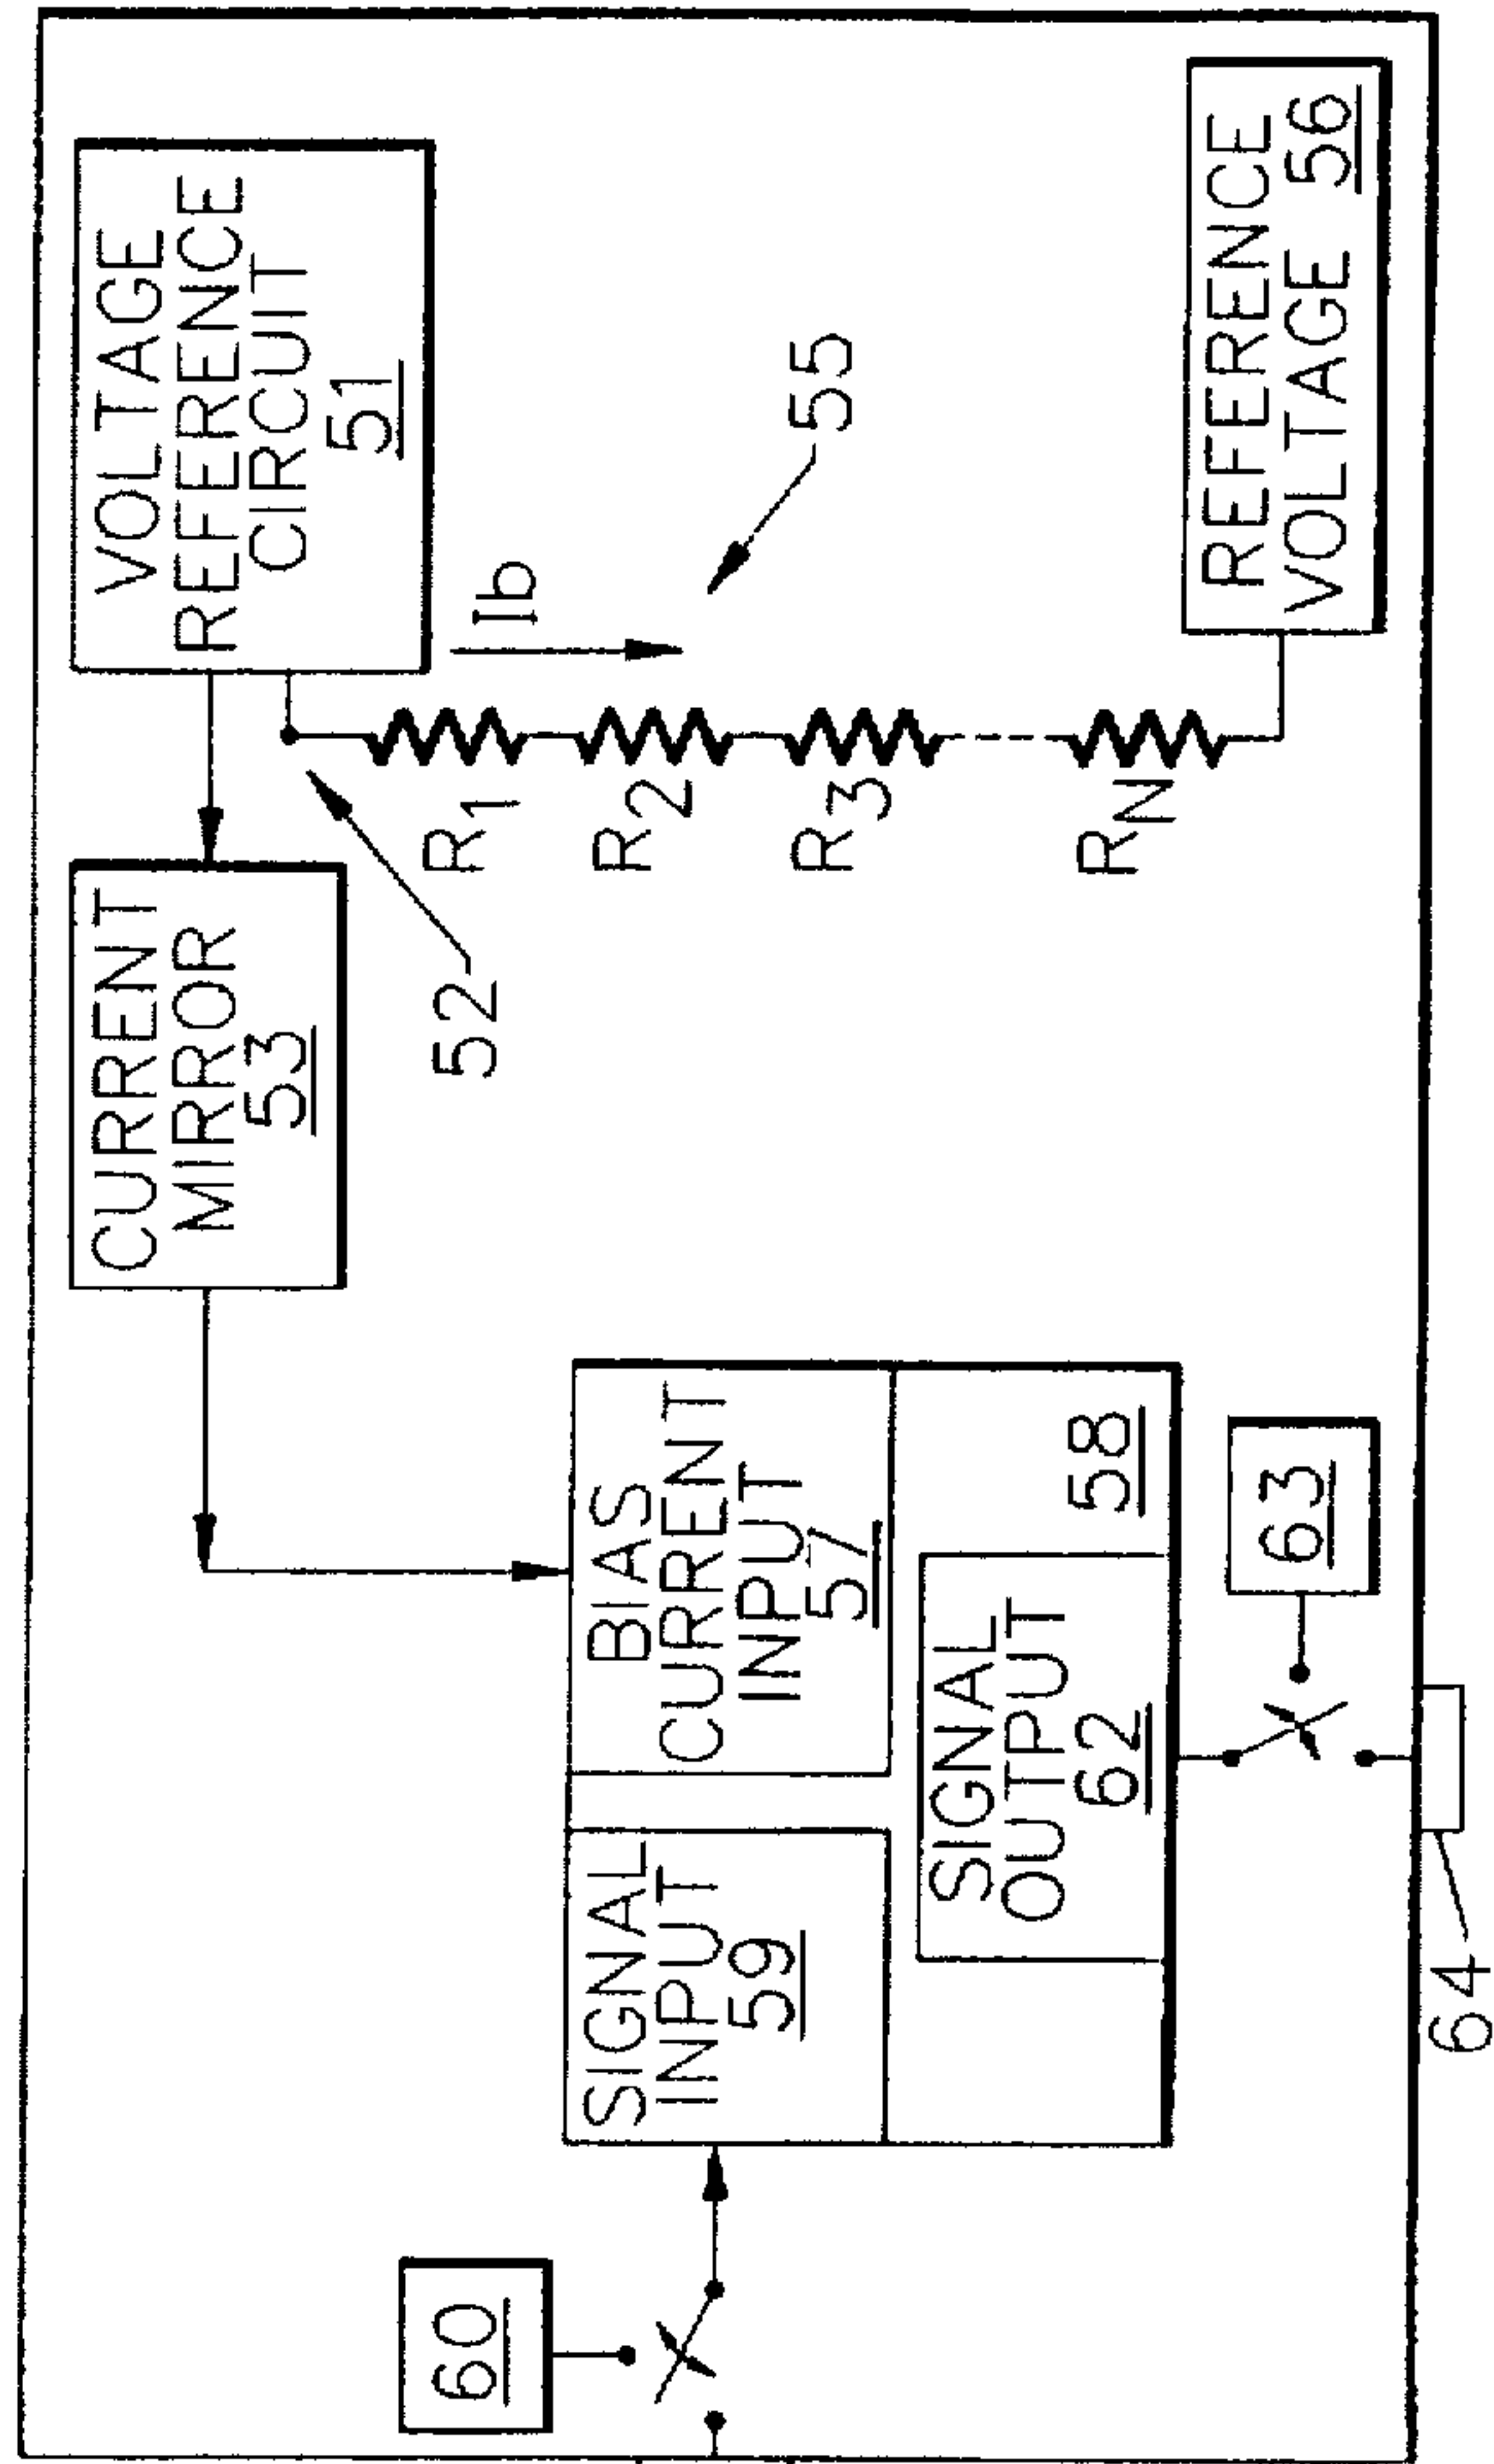 VOLTAGE
REFERENCE
CIRCUIT
51
CURRENT
MIRROR
53
52
Ib
55
R1
R2
R3
RN
REFERENCE
VOLTAGE 56
BIAS
CURRENT
INPUT
57
SIGNAL
INPUT
59
58
SIGNAL
OUTPUT
62
60
63
64